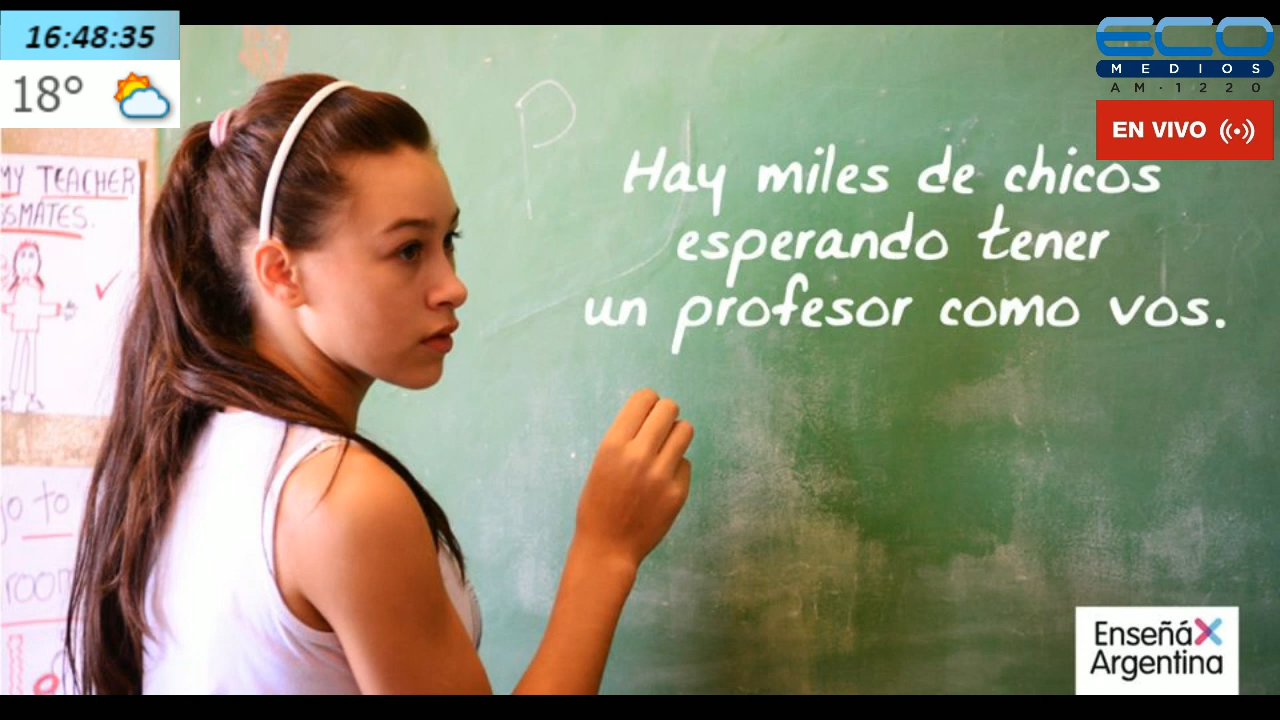 16:48:35
18°
ECO
MEDIOS
AM·1220
EN VIVO
MY TEACHER
SMATES.
P
Hay miles de chicos
esperando tener
un profesor como vos.
go to
room
Enseñá X
Argentina